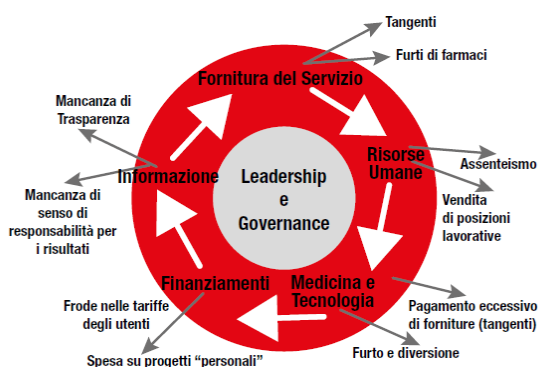 Tangenti
Furti di farmaci
Fornitura del Servizio
Mancanza di
Trasparenza
Risorse
Umane
Assenteismo
Informazione
Leadership
e
Governance
Mancanza di
senso di
responsabilità per
i risultati
Vendita
di posizioni
lavorative
Finanziamenti
Medicina e
Tecnologia
Frode nelle tariffe
degli utenti
Pagamento eccessivo
di forniture (tangenti)
Spesa su progetti “personali”
Furto e diversione